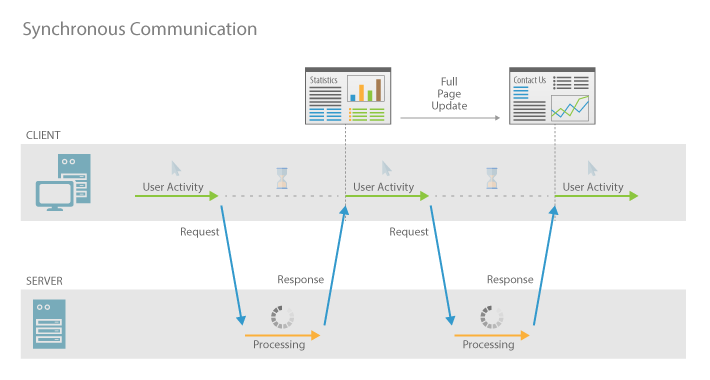 Synchronous Communication
Statistics
Full
Page
Update
Contact Us
CLIENT
User Activity
User Activity
User Activity
Request
Request
SERVER
Response
Response
Processing
Processing